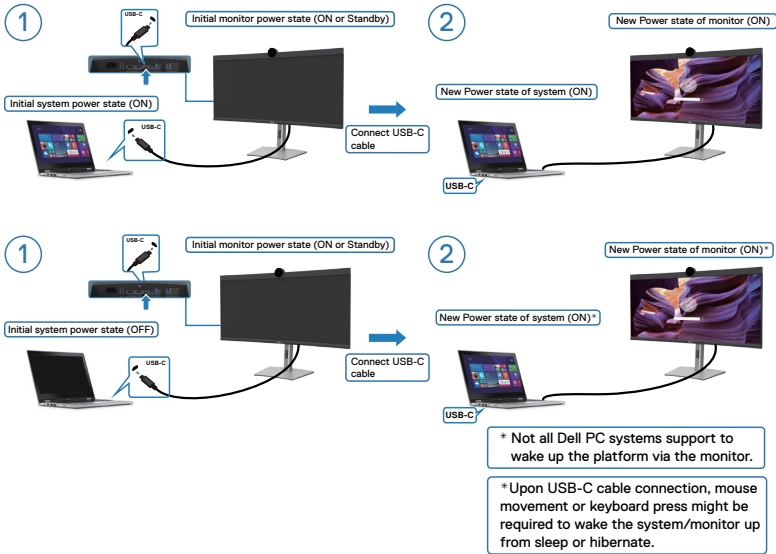 1
USB-C
Initial monitor power state (ON or Standby)
Initial system power state (ON)
USB-C
Connect USB-C
cable
2
New Power state of monitor (ON)
New Power state of system (ON)
USB-C
1
USB-C
Initial monitor power state (ON or Standby)
Initial system power state (OFF)
USB-C
Connect USB-C
cable
2
New Power state of monitor (ON)*
New Power state of system (ON)*
USB-C
* Not all Dell PC systems support to
wake up the platform via the monitor.
*Upon USB-C cable connection, mouse
movement or keyboard press might be
required to wake the system/monitor up
from sleep or hibernate.